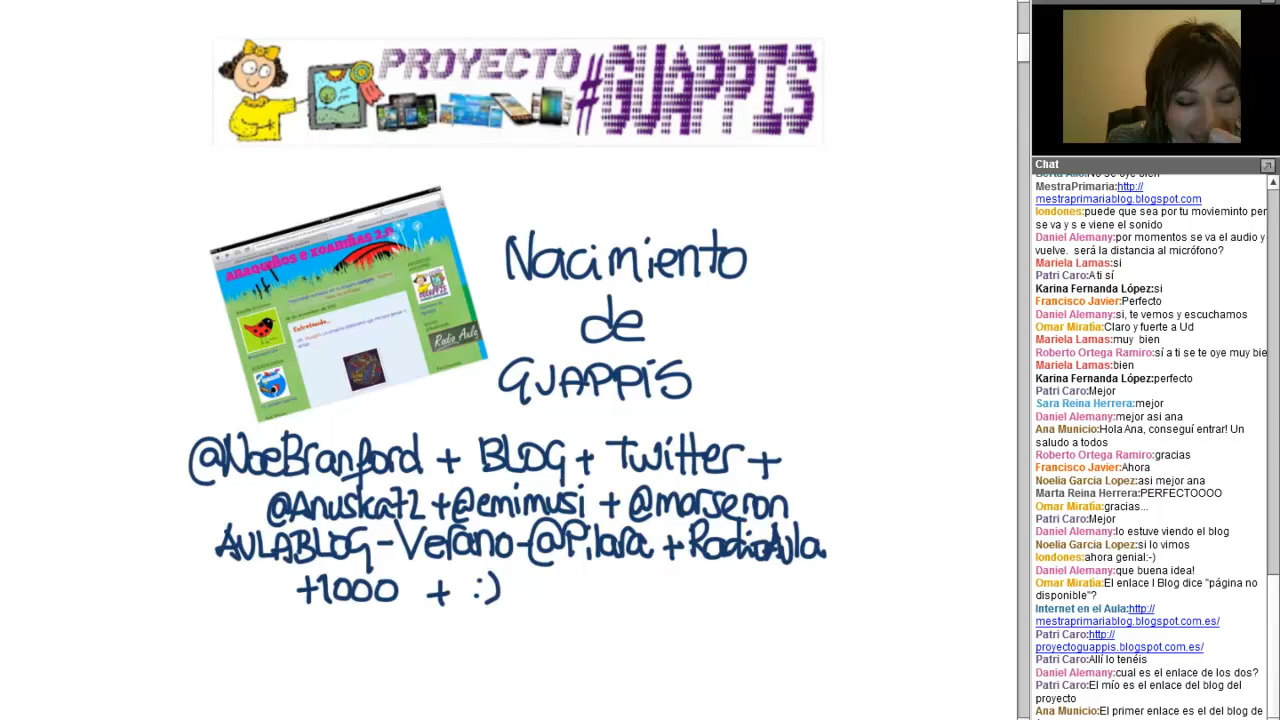 PROYECTO #GUAPPIS
ANAQUIÑOS E XOANIÑAS 2.0
Entretendo...
Radio Aula
Nacimiento
de
GUAPPIS
@NoeBranford + BLOG + Twitter +
@Anuska72 + @emimusi + @marseron
AULABLOG-Verano-@Pilara + RadioAula
+1000 + :)
Chat
MestraPrimaria:http://
mestraprimariablog.blogspot.com
londones:puede que sea por tu movieminto per
se va y s e viene el sonido
Daniel Alemany:por momentos se va el audio y
vuelve. será la distancia al micrófono?
Mariela Lamas:si
Patri Caro:A ti sí
Karina Fernanda López:si
Francisco Javier:Perfecto
Daniel Alemany:si, te vemos y escuchamos
Omar Miratía:Claro y fuerte a Ud
Mariela Lamas:muy bien
Roberto Ortega Ramiro:sí a ti se te oye muy bie
Mariela Lamas:bien
Karina Fernanda López:perfecto
Patri Caro:Mejor
Sara Reina Herrera:mejor
Daniel Alemany:mejor asi ana
Ana Municio:Hola Ana, conseguí entrar! Un
saludo a todos
Roberto Ortega Ramiro:gracias
Francisco Javier:Ahora
Noelia Garcia Lopez:asi mejor ana
Marta Reina Herrera:PERFECTOOOO
Omar Miratía:gracias...
Patri Caro:Mejor
Daniel Alemany:lo estuve viendo el blog
Noelia Garcia Lopez:si lo vimos
londones:ahora genial:-)
Daniel Alemany:que buena idea!
Omar Miratía:El enlace l Blog dice "página no
disponible"?
Internet en el Aula:http://
mestraprimariablog.blogspot.com.es/
Patri Caro:http://
proyectoguappis.blogspot.com.es/
Patri Caro:Allí lo tenéis
Daniel Alemany:cual es el enlace de los dos?
Patri Caro:El mío es el enlace del blog del
proyecto
Ana Municio:El primer enlace es el del blog de